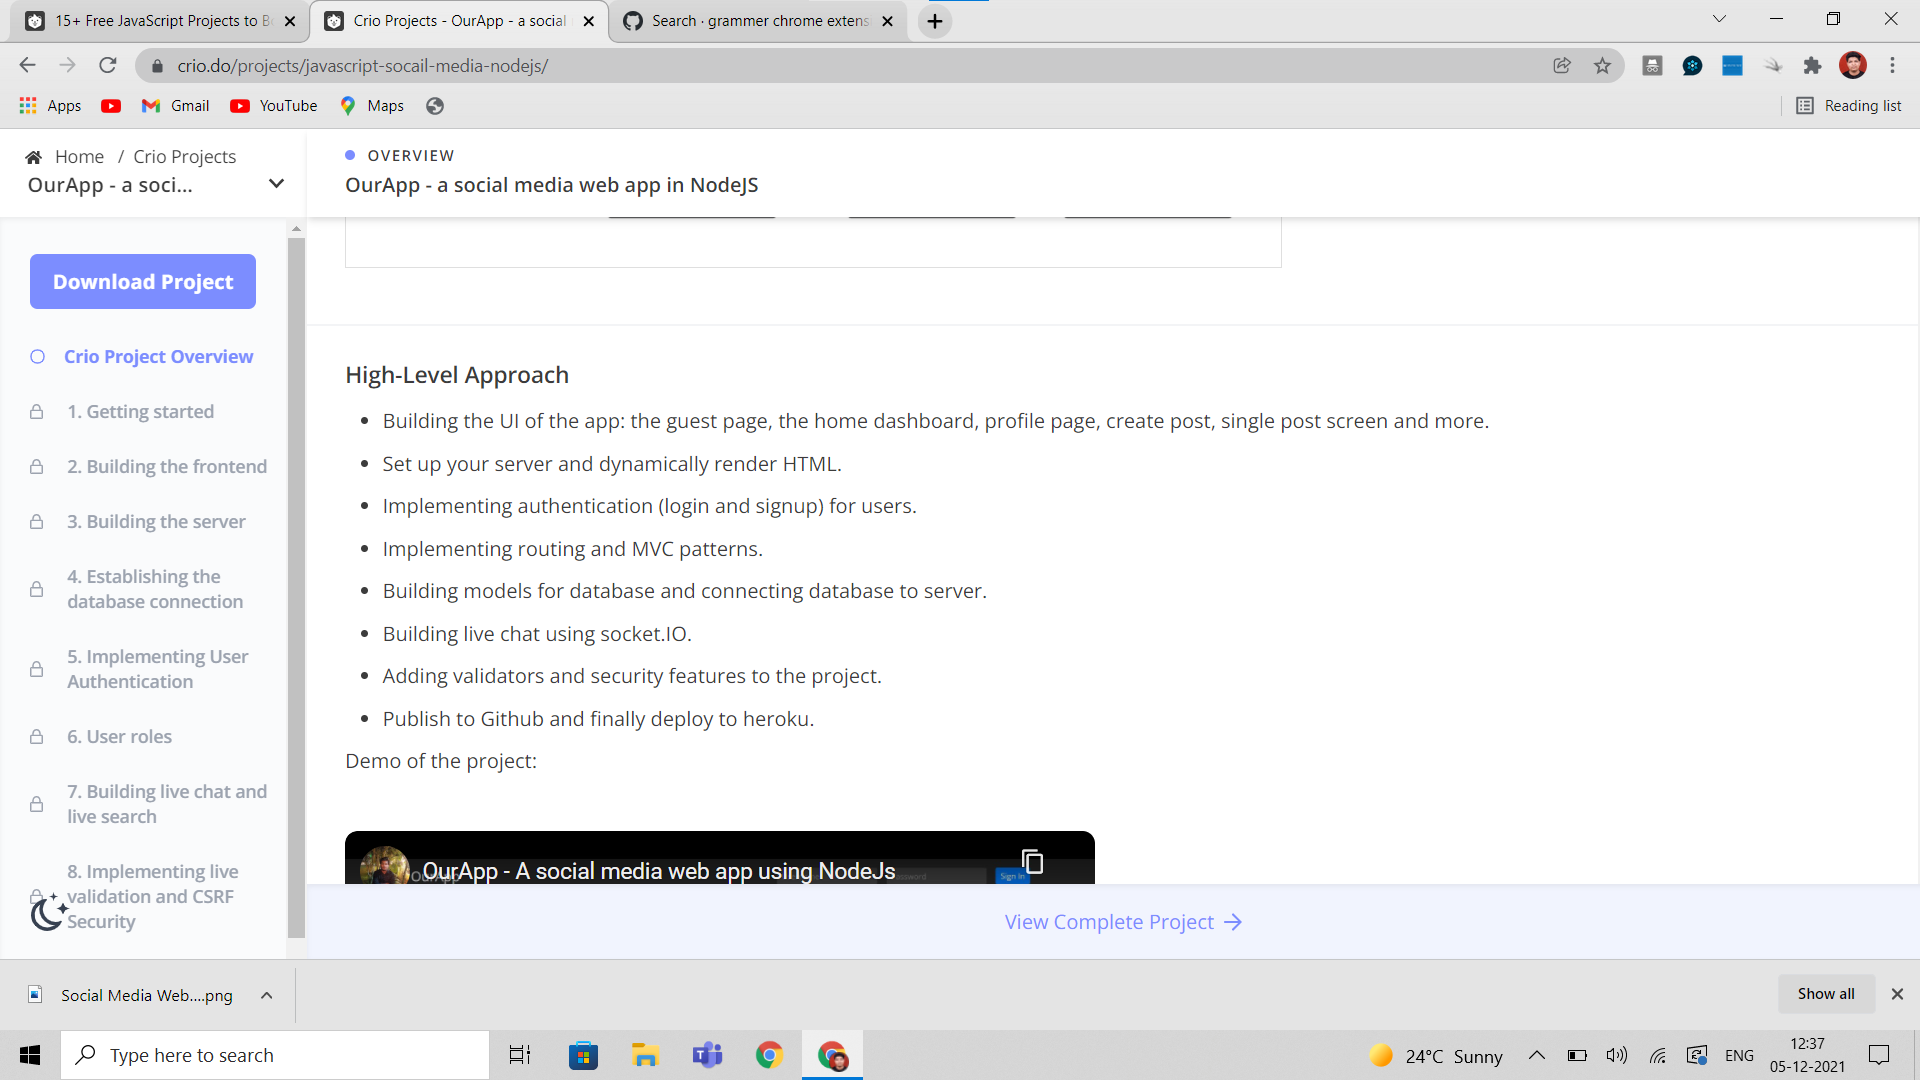 15+ Free JavaScript Projects to B
Crio Projects - OurApp - a social
Search · grammer chrome extens
crio.do/projects/javascript-socail-media-nodejs/
Apps
Gmail
YouTube
Maps
Reading list
Home / Crio Projects
OurApp - a soci...
OVERVIEW
OurApp - a social media web app in NodeJS
Download Project
Crio Project Overview
1. Getting started
2. Building the frontend
3. Building the server
4. Establishing the
database connection
5. Implementing User
Authentication
6. User roles
7. Building live chat and
live search
8. Implementing live
validation and CSRF
Security
High-Level Approach
• Building the UI of the app: the guest page, the home dashboard, profile page, create post, single post screen and more.
• Set up your server and dynamically render HTML.
• Implementing authentication (login and signup) for users.
• Implementing routing and MVC patterns.
• Building models for database and connecting database to server.
• Building live chat using socket.IO.
• Adding validators and security features to the project.
• Publish to Github and finally deploy to heroku.
Demo of the project:
OurApp - A social media web app using NodeJs
OurApp
Sign In
View Complete Project →
Social Media Web....png
Show all
Type here to search
24°C Sunny
ENG
12:37
05-12-2021